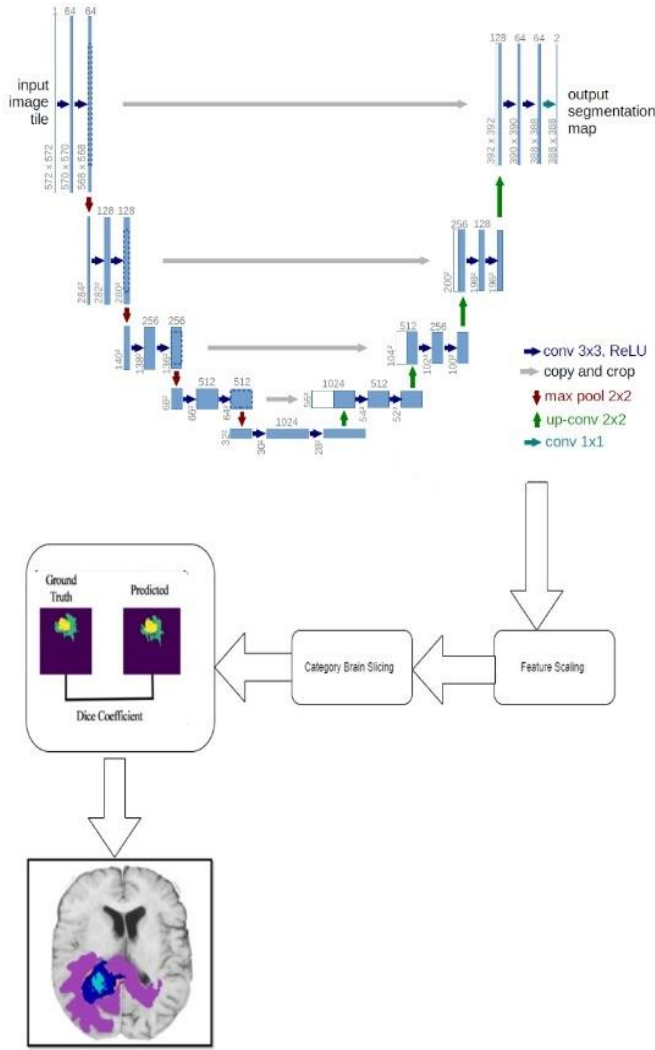 1 64 64
128 64 64 2
input
image
tile
output
segmentation
map
572 x 572
570 x 570
568 x 568
392 x 392
390 x 390
388 x 388
388 x 388
128 128
256 128
284²
282²
280²
200²
198²
196²
256 256
512 256
140²
138²
136²
104²
102²
100²
512 512
1024 512
68²
66²
64²
56²
54²
52²
1024
32²
30²
28²
conv 3x3, ReLU
copy and crop
max pool 2x2
up-conv 2x2
conv 1x1
Ground
Truth
Predicted
Dice Coefficient
Category Brain Slicing
Feature Scaling